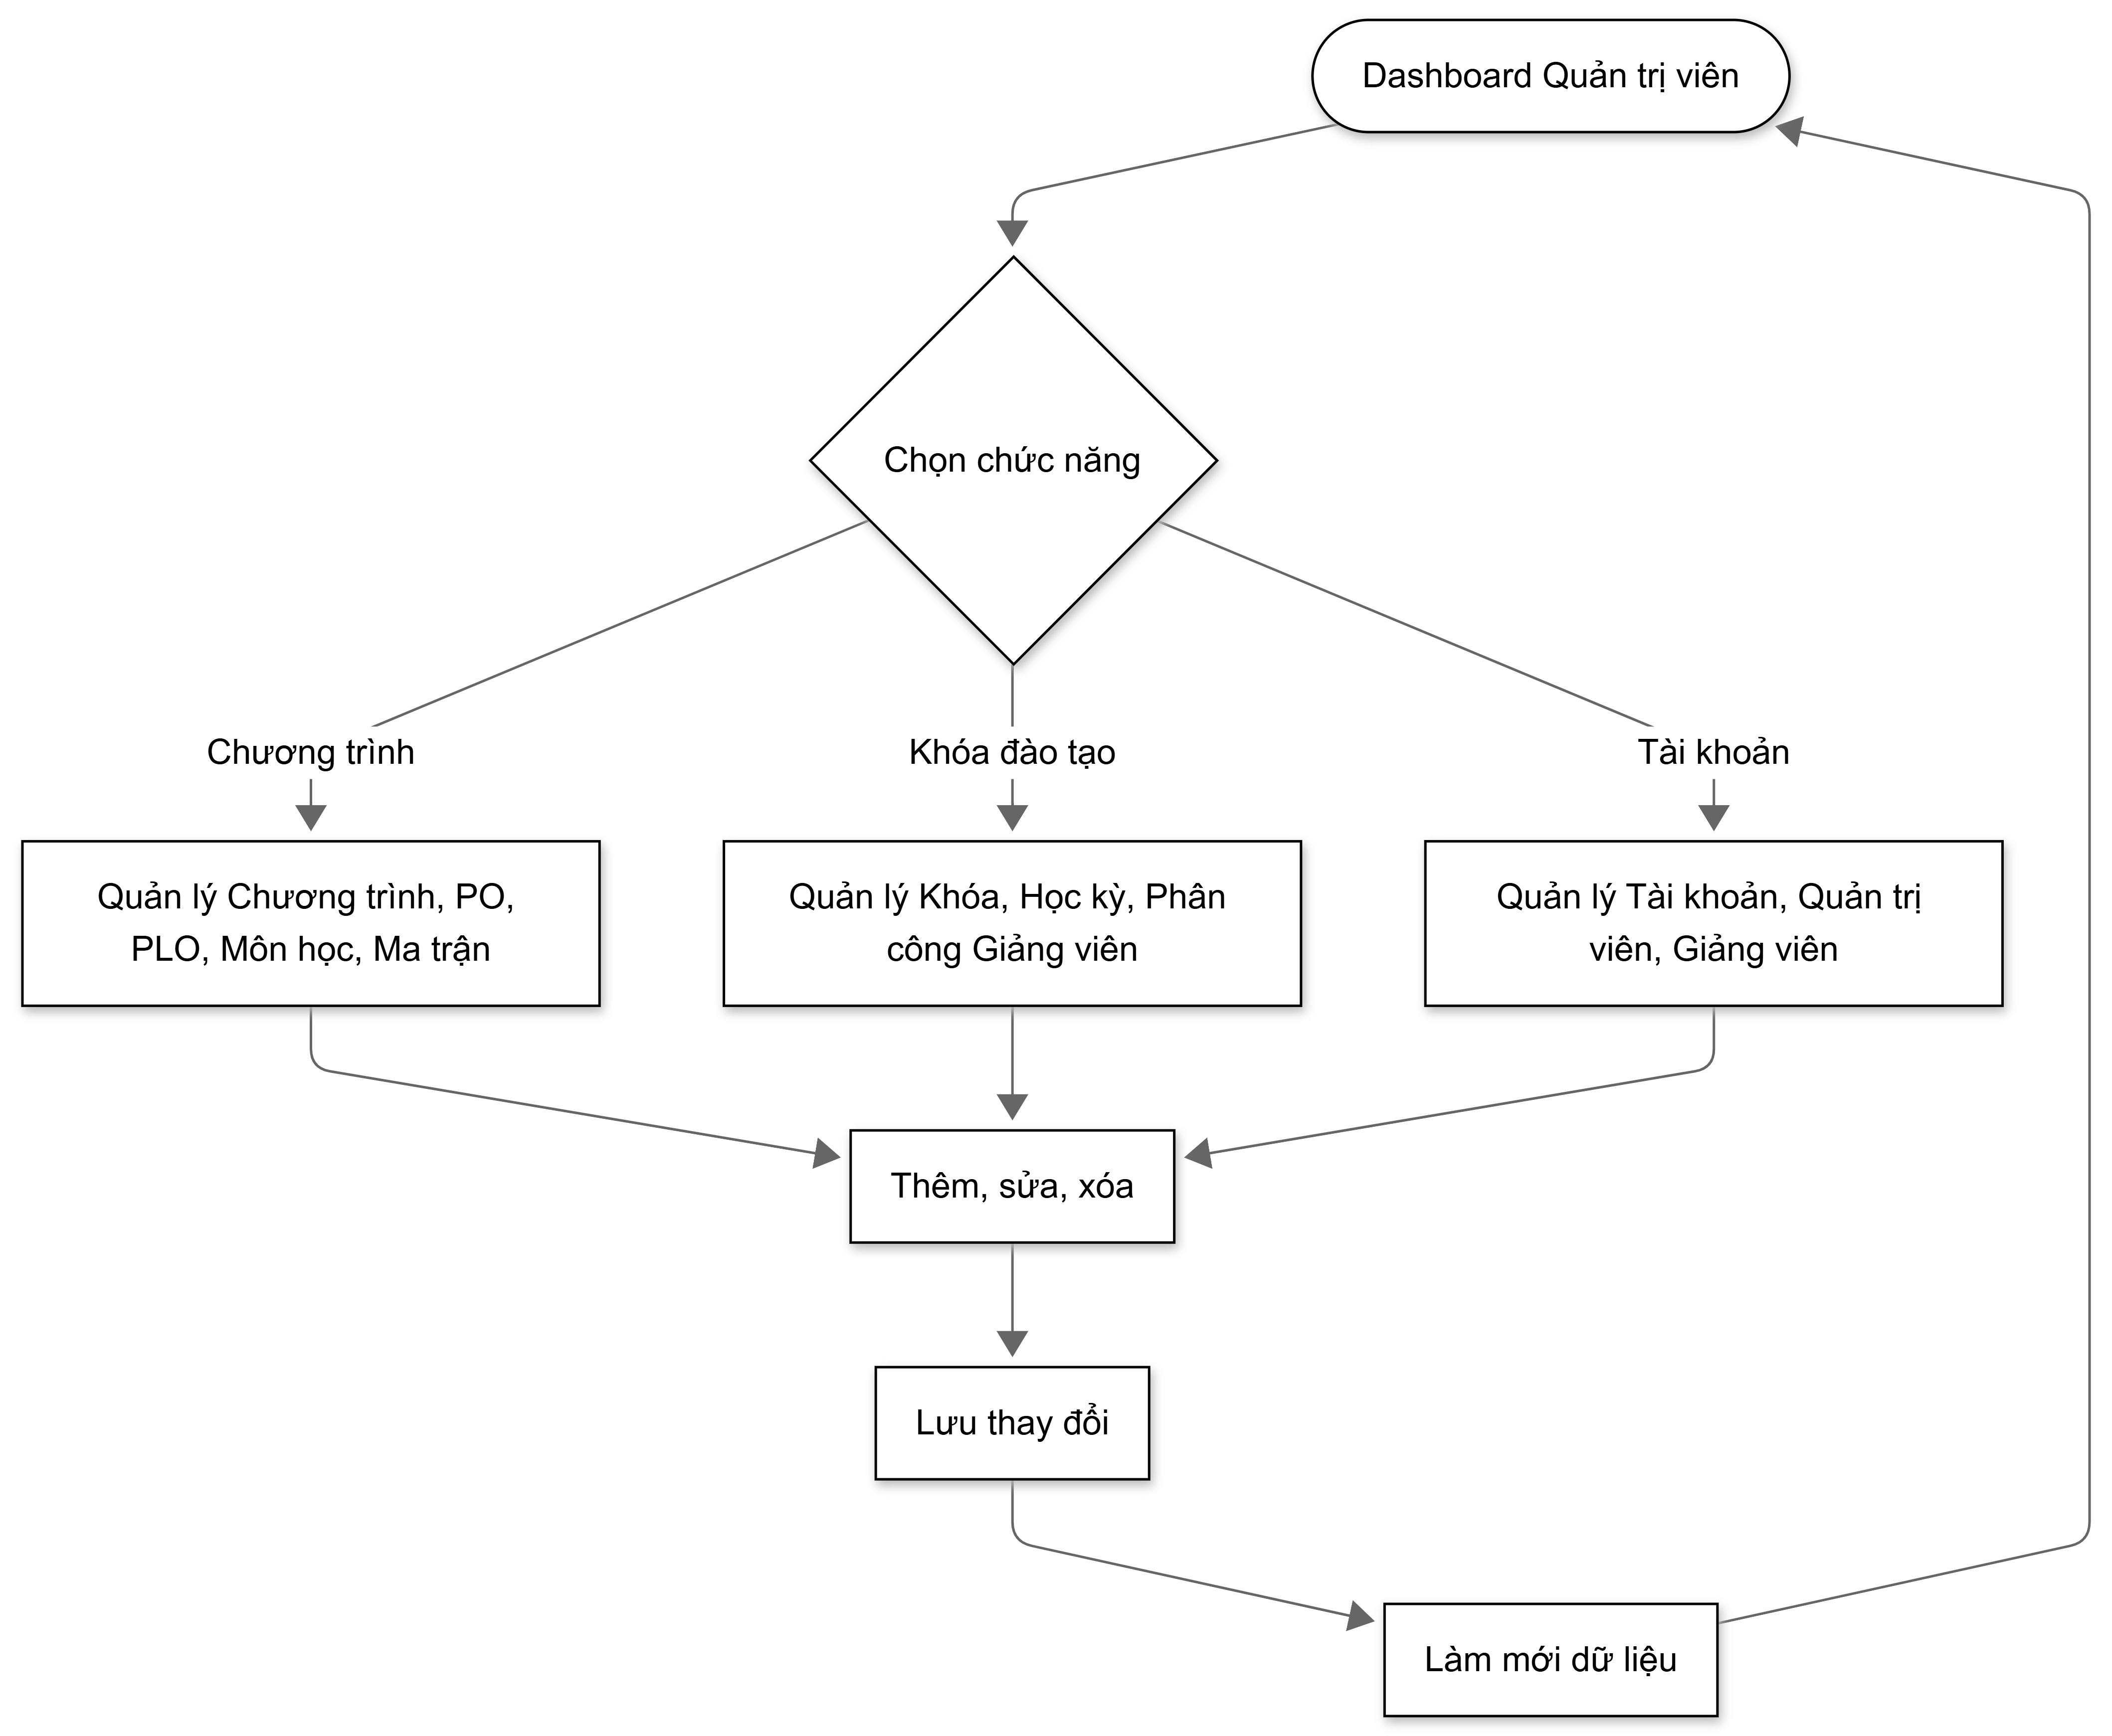 Dashboard Quản trị viên
Chọn chức năng
Chương trình
Khóa đào tạo
Tài khoản
Quản lý Chương trình, PO,
PLO, Môn học, Ma trận
Quản lý Khóa, Học kỳ, Phân
công Giảng viên
Quản lý Tài khoản, Quản trị
viên, Giảng viên
Thêm, sửa, xóa
Lưu thay đổi
Làm mới dữ liệu